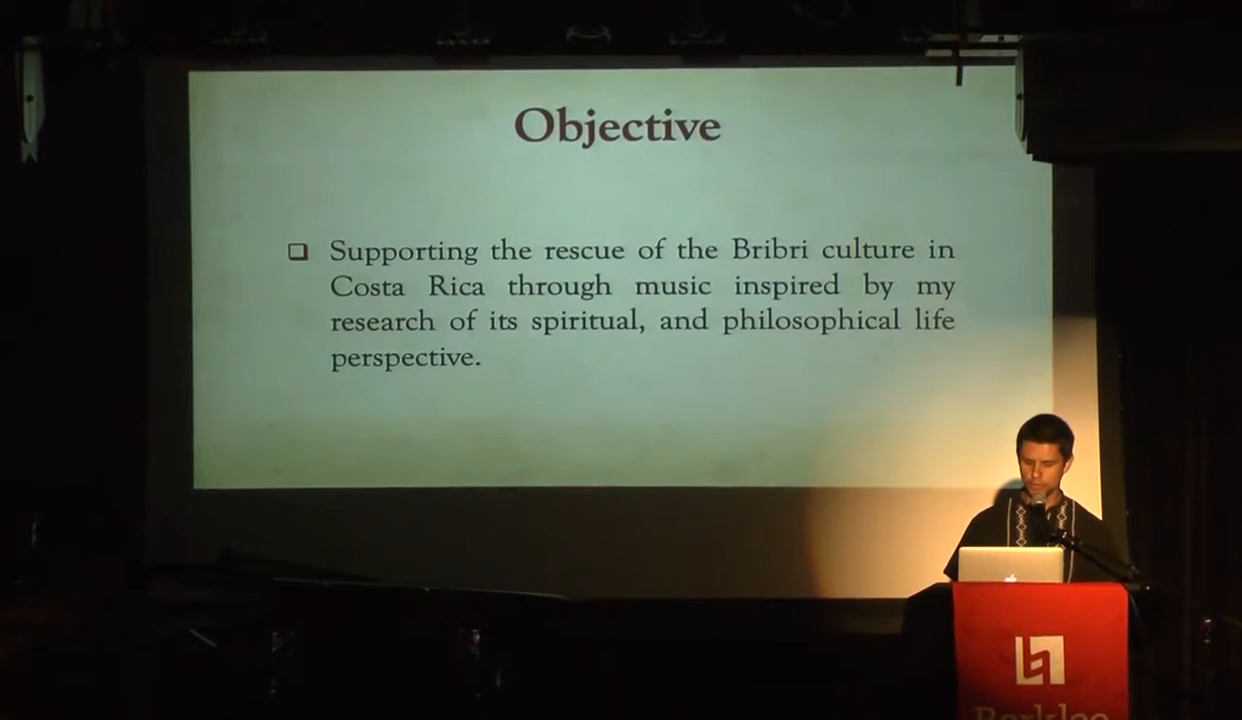 Objective
Supporting the rescue of the Bribri culture in
Costa Rica through music inspired by my
research of its spiritual, and philosophical life
perspective.
Berklee